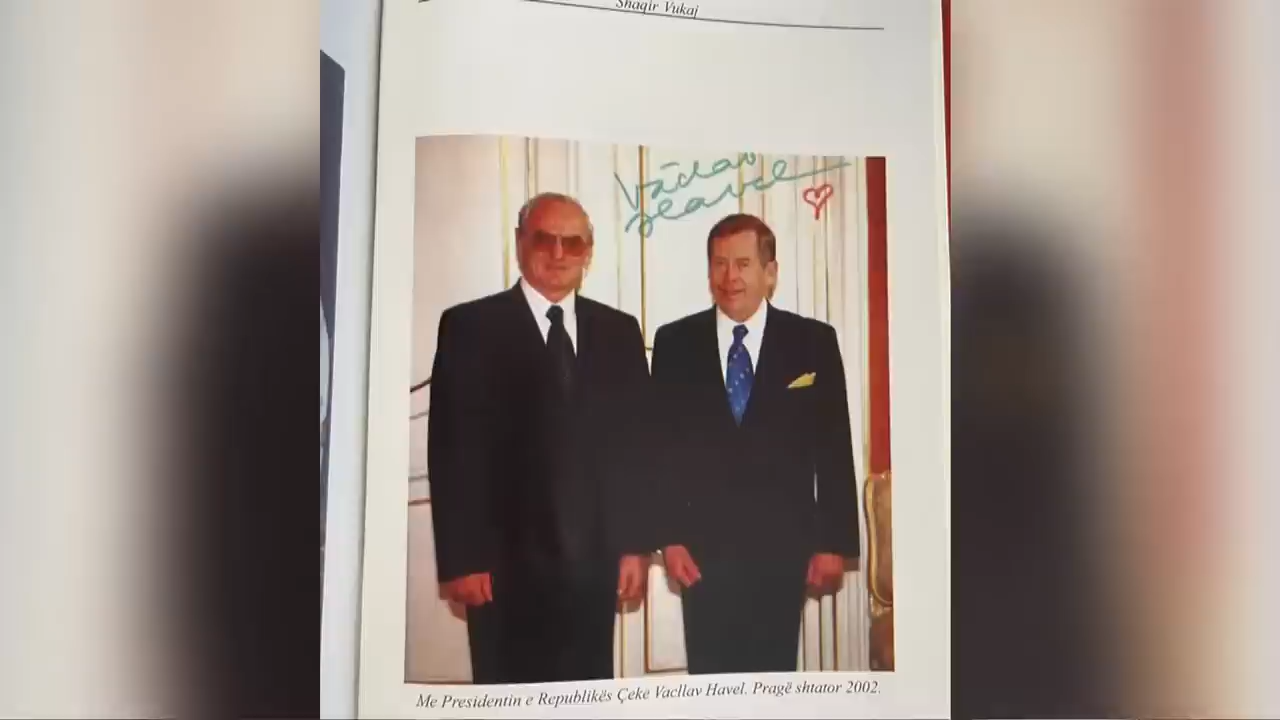 Shaqir Vukaj
Václav
Havel
Me Presidentin e Republikës Çeke Vacllav Havel. Pragë shtator 2002.